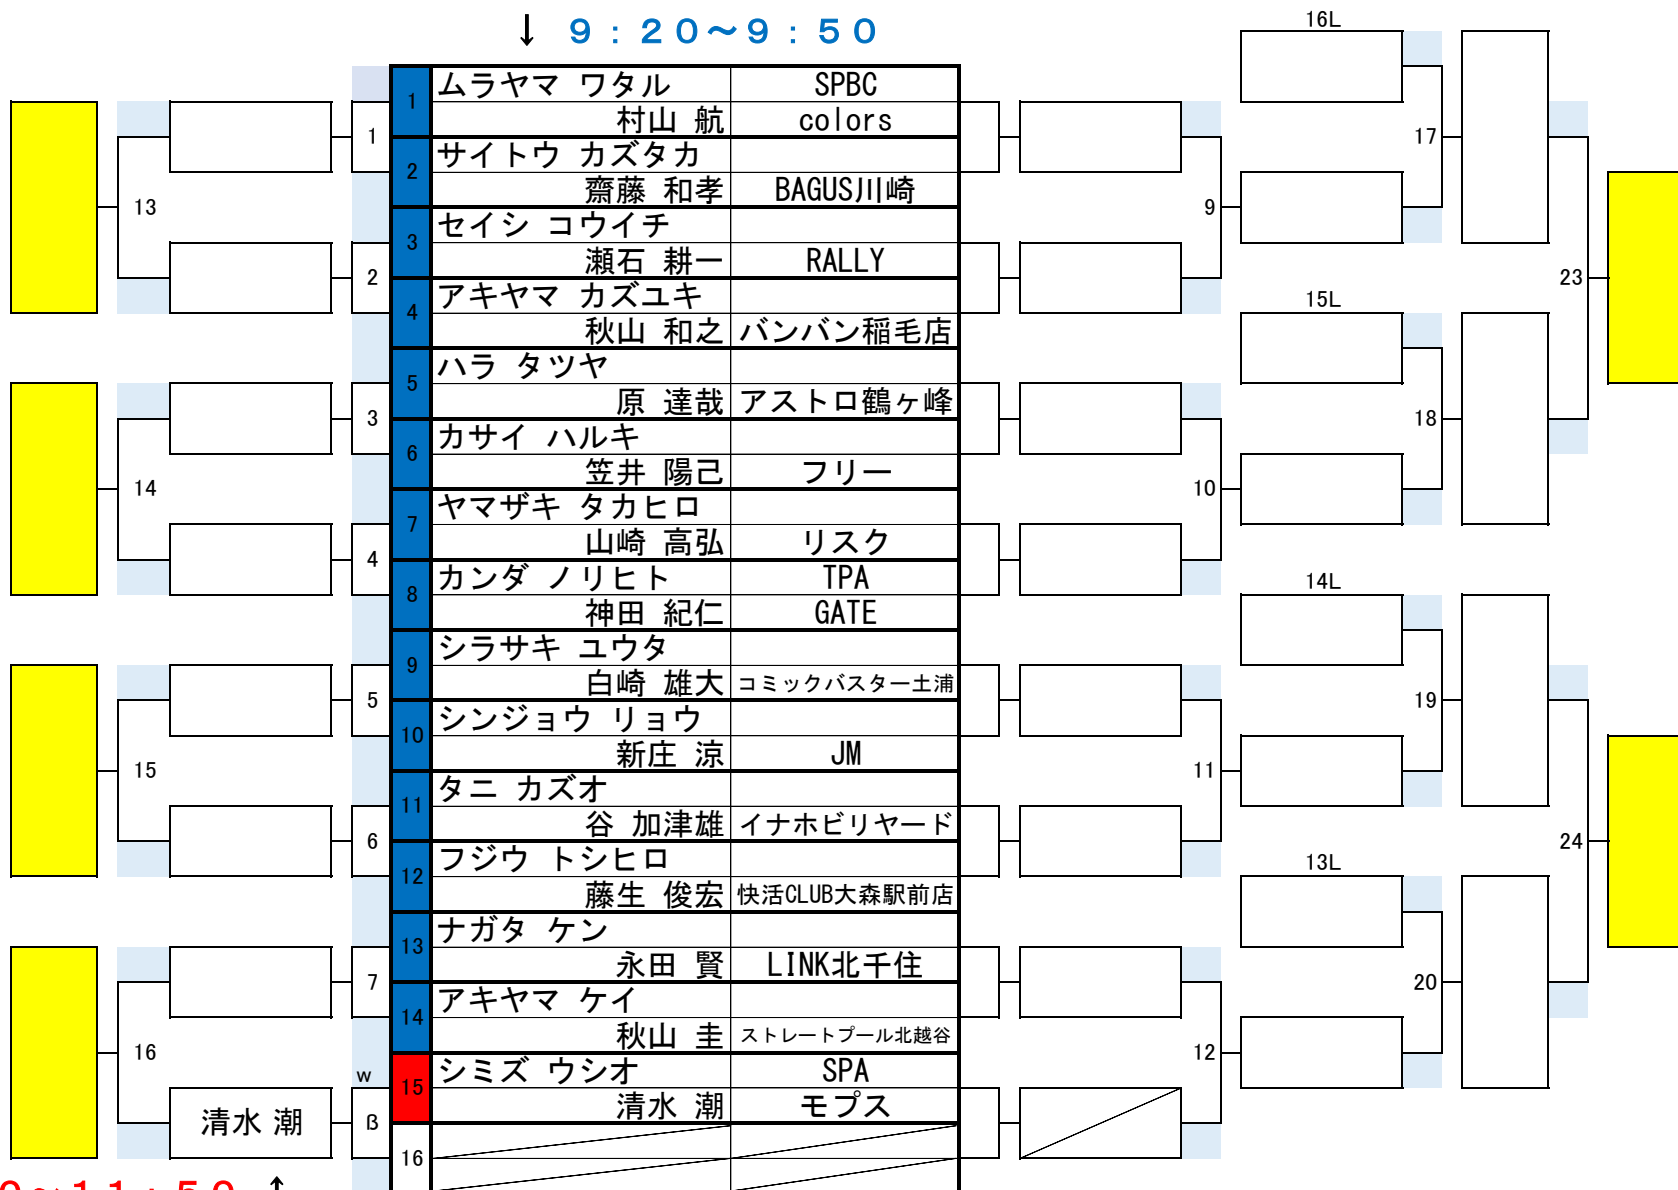 ↓ 9:20～9:50
16L
1 ムラヤマ ワタル SPBC
村山 航 colors
1
17
2 サイトウ カズタカ
齋藤 和孝 BAGUS川崎
13
9
3 セイシ コウイチ
瀬石 耕一 RALLY
2
23
4 アキヤマ カズユキ
秋山 和之 バンバン稲毛店
15L
5 ハラ タツヤ
原 達哉 アストロ鶴ヶ峰
3
18
6 カサイ ハルキ
笠井 陽己 フリー
14
10
7 ヤマザキ タカヒロ
山崎 高弘 リスク
4
8 カンダ ノリヒト TPA
神田 紀仁 GATE
14L
9 シラサキ ユウタ
白崎 雄大 コミックバスター土浦
5
19
10 シンジョウ リョウ
新庄 涼 JM
15
11
11 タニ カズオ
谷 加津雄 イナホビリヤード
6
24
12 フジウ トシヒロ
藤生 俊宏 快活CLUB大森駅前店
13L
13 ナガタ ケン
永田 賢 LINK北千住
7
20
14 アキヤマ ケイ
秋山 圭 ストレートプール北越谷
16
12
w
15 シミズ ウシオ SPA
清水 潮 モプス
清水 潮
ß
16
0～11:50 ↑